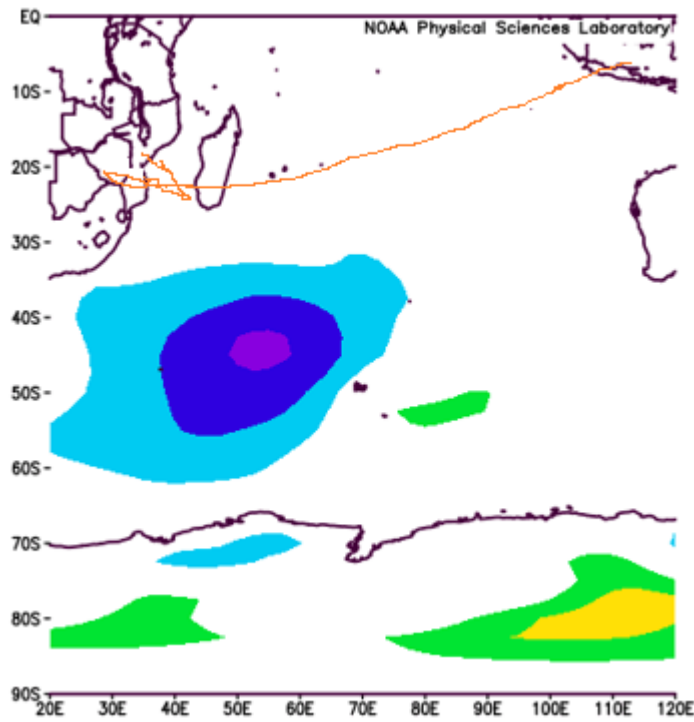 NOAA Physical Sciences Laboratory
EQ
10S
20S
30S
40S
50S
60S
70S
80S
90S
20E 30E 40E 50E 60E 70E 80E 90E 100E 110E 120E